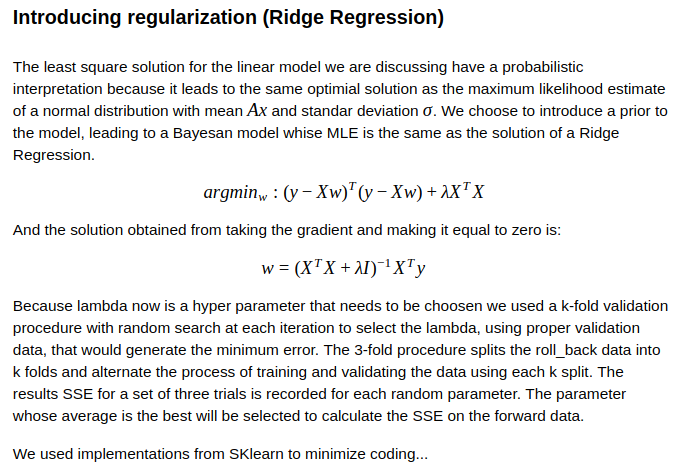 Introducing regularization (Ridge Regression)
The least square solution for the linear model we are discussing have a probabilistic
interpretation because it leads to the same optimial solution as the maximum likelihood estimate
of a normal distribution with mean Ax and standar deviation σ. We choose to introduce a prior to
the model, leading to a Bayesan model whise MLE is the same as the solution of a Ridge
Regression.
argmin_w : (y − Xw)^T (y − Xw) + λX^T X
And the solution obtained from taking the gradient and making it equal to zero is:
w = (X^T X + λI)^−1 X^T y
Because lambda now is a hyper parameter that needs to be choosen we used a k-fold validation
procedure with random search at each iteration to select the lambda, using proper validation
data, that would generate the minimum error. The 3-fold procedure splits the roll_back data into
k folds and alternate the process of training and validating the data using each k split. The
results SSE for a set of three trials is recorded for each random parameter. The parameter
whose average is the best will be selected to calculate the SSE on the forward data.
We used implementations from SKlearn to minimize coding...